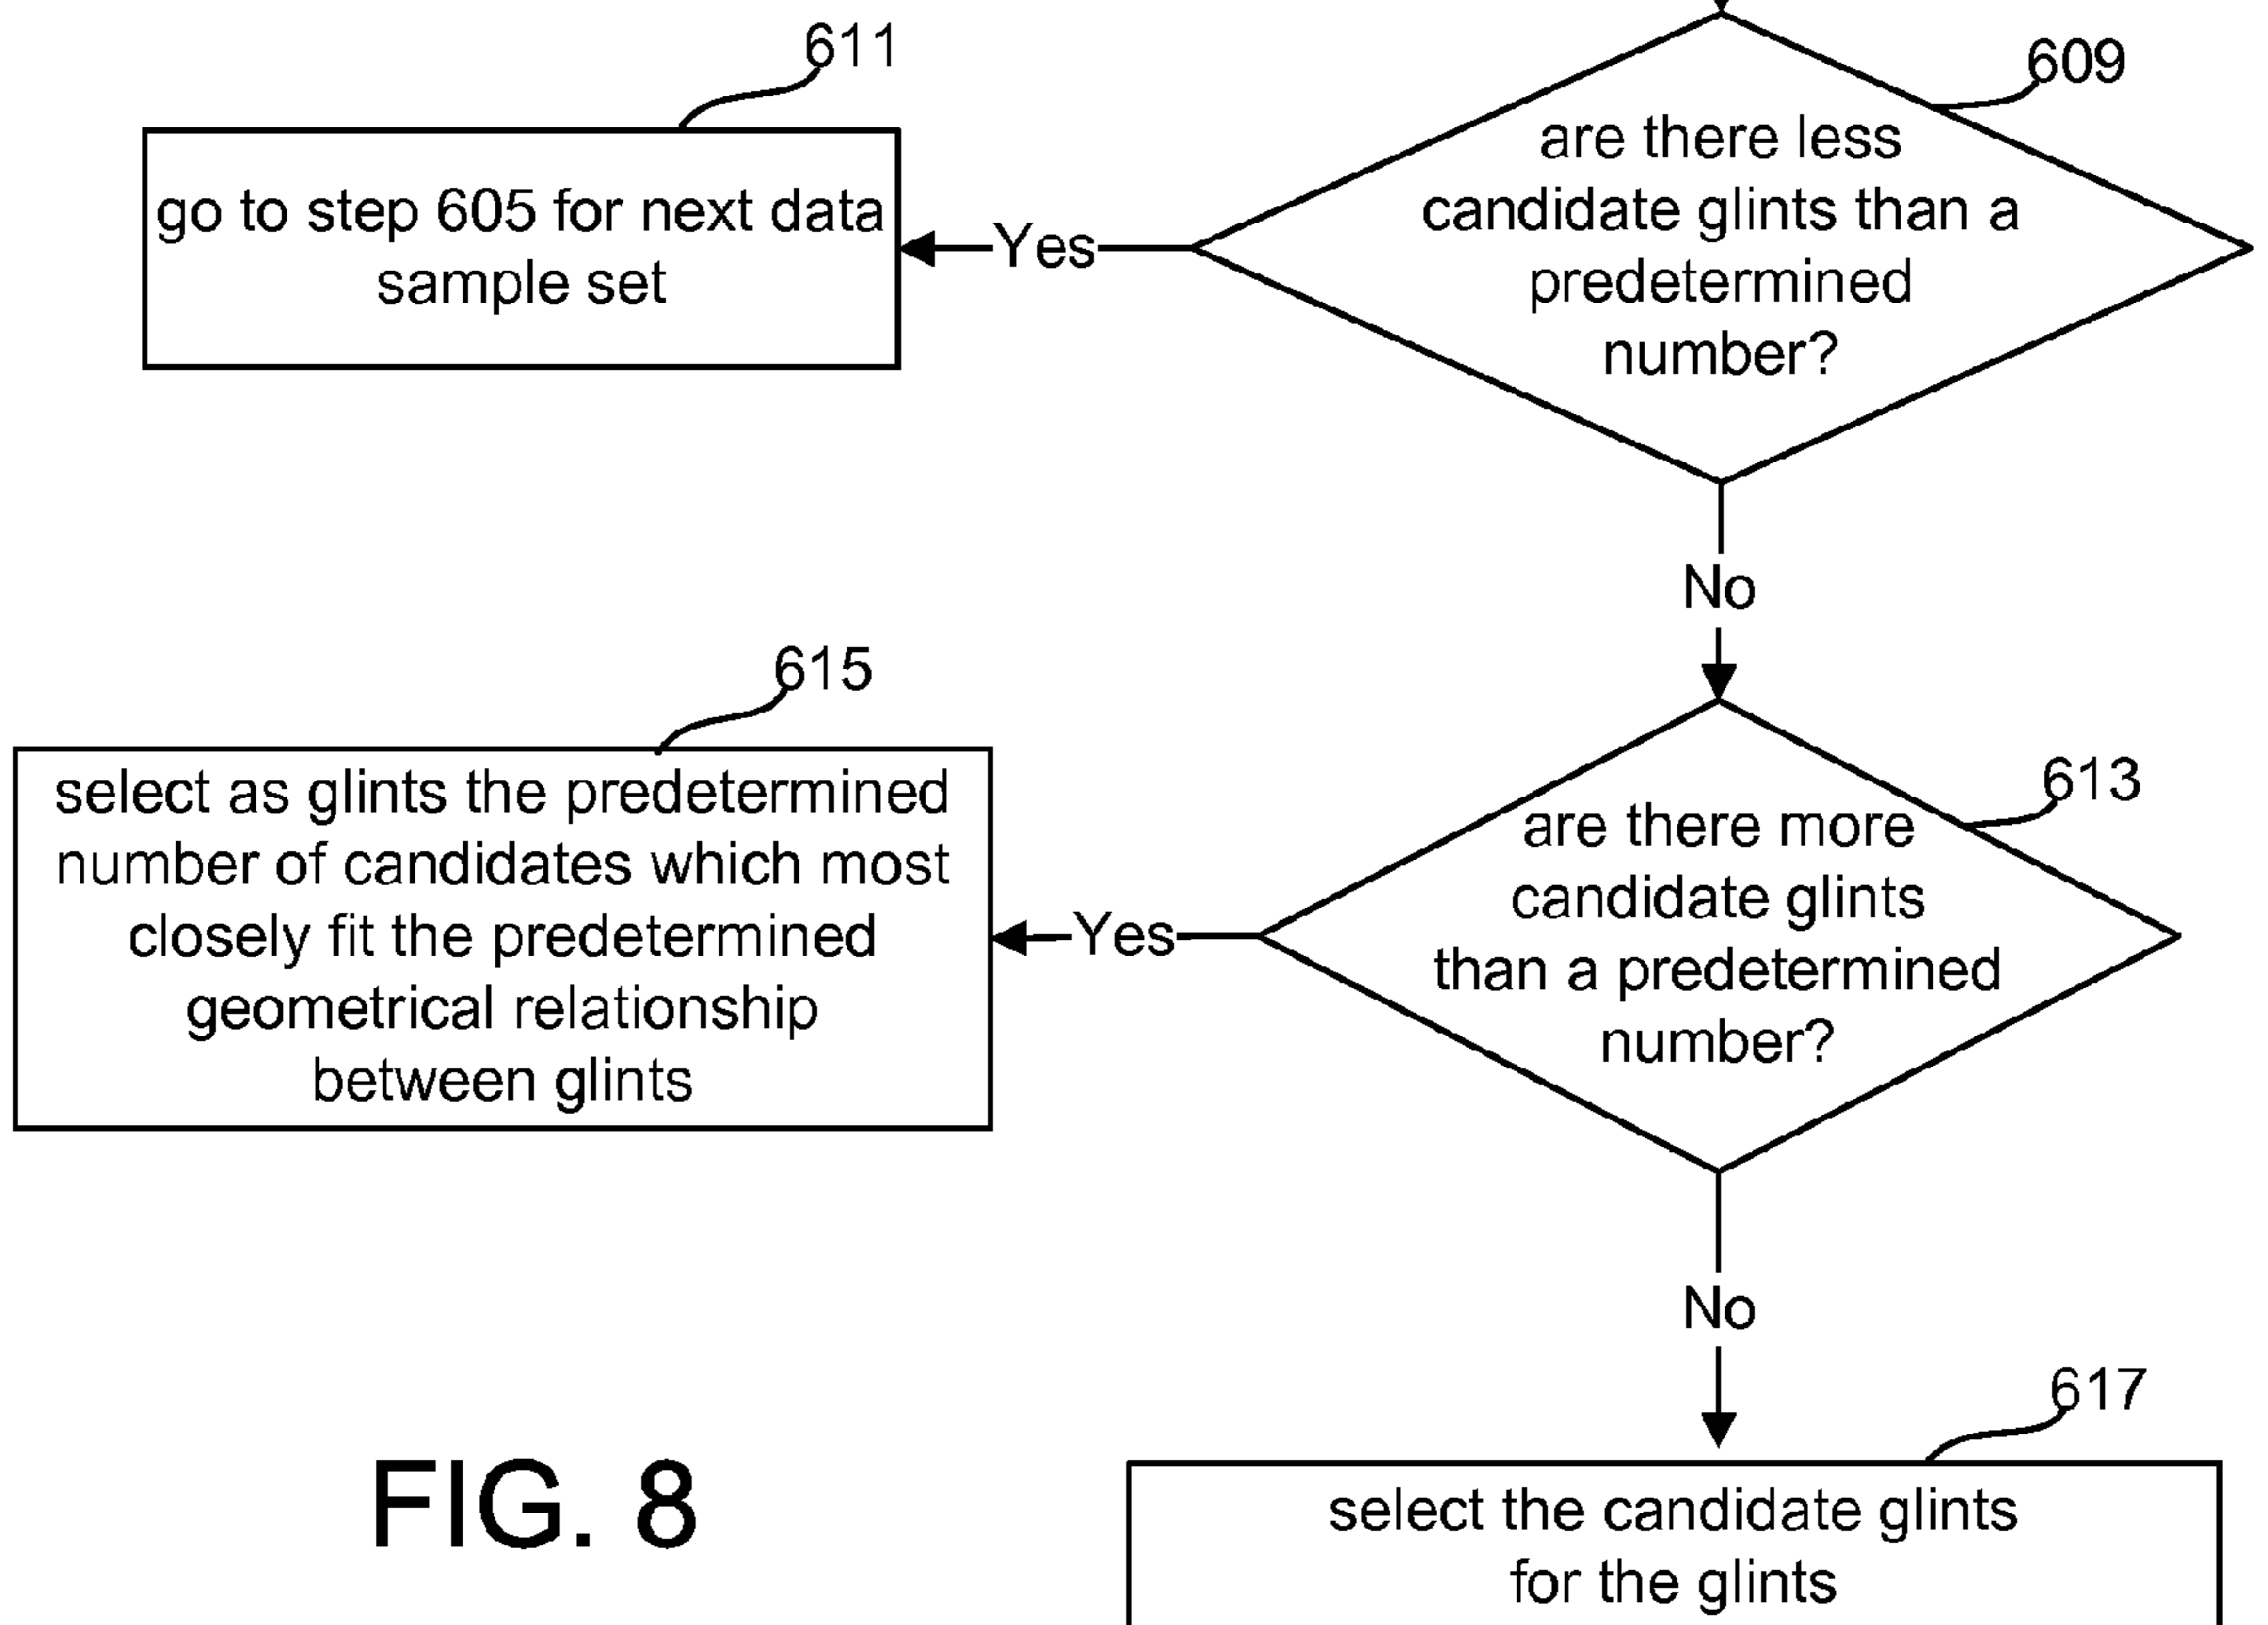 611
go to step 605 for next data
sample set
Yes
609
are there less
candidate glints than a
predetermined
number?
No
615
select as glints the predetermined
number of candidates which most
closely fit the predetermined
geometrical relationship
between glints
Yes
613
are there more
candidate glints
than a predetermined
number?
No
617
select the candidate glints
for the glints
FIG. 8